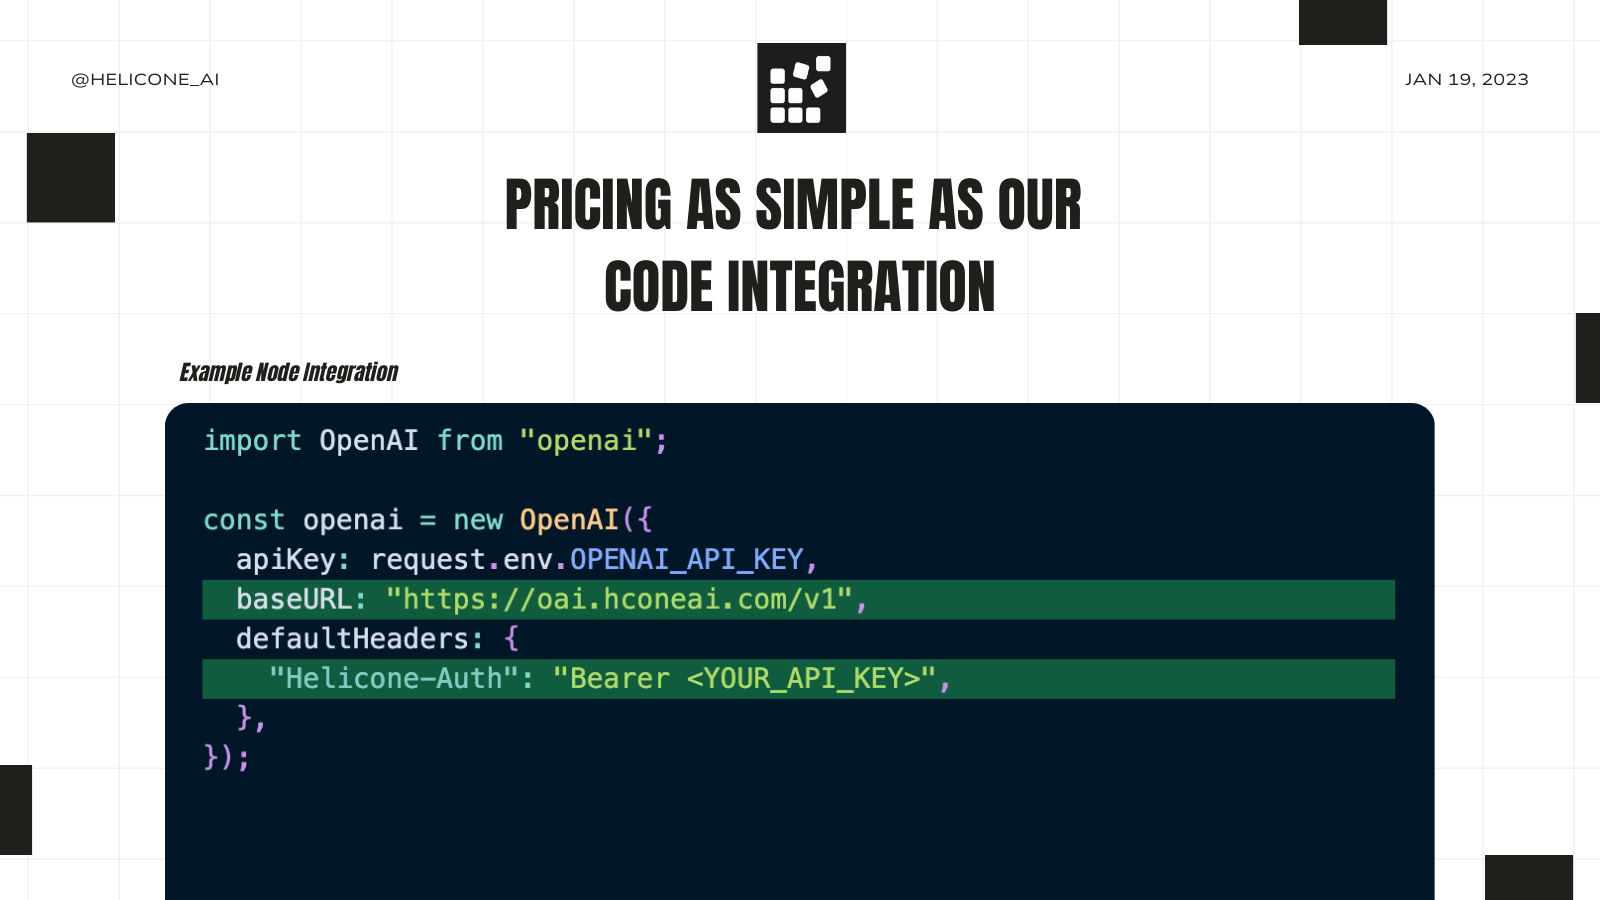 @HELICONE_AI
JAN 19, 2023
PRICING AS SIMPLE AS OUR
CODE INTEGRATION
Example Node Integration
import OpenAI from "openai";
const openai = new OpenAI({
  apiKey: request.env.OPENAI_API_KEY,
  baseURL: "https://oai.hconeai.com/v1",
  defaultHeaders: {
    "Helicone-Auth": "Bearer <YOUR_API_KEY>",
  },
});